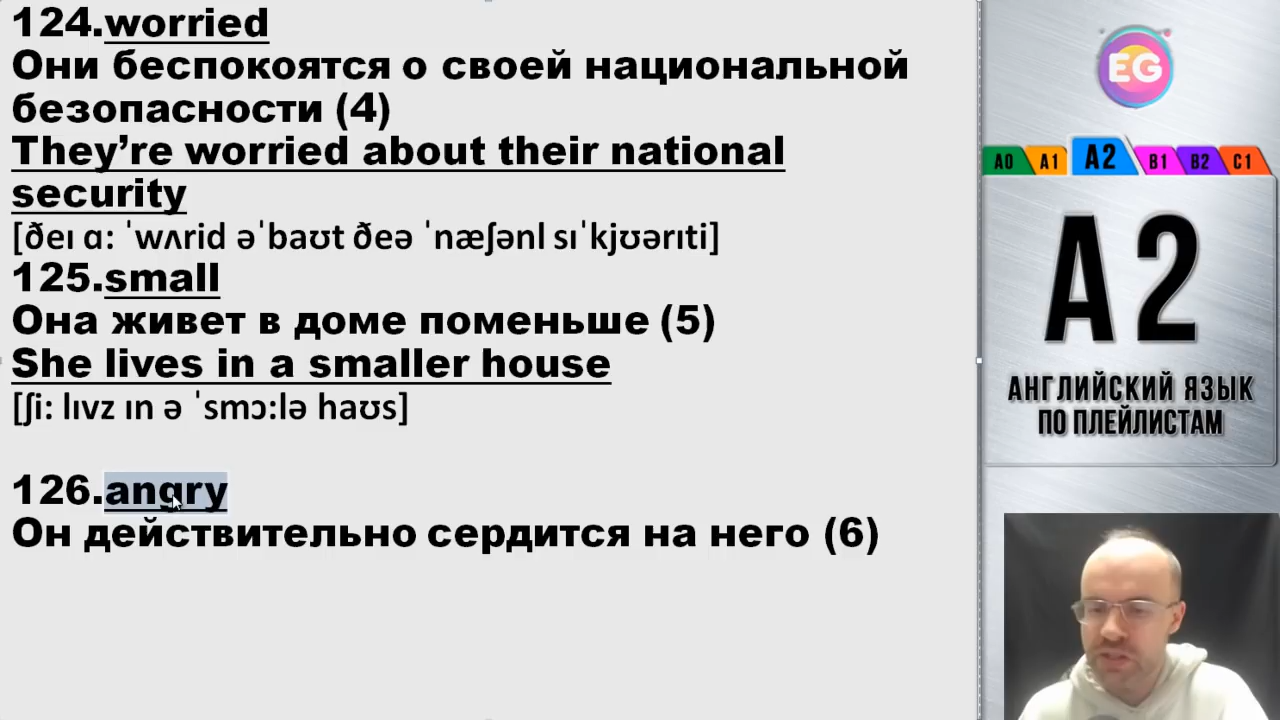 124.worried
Они беспокоятся о своей национальной
безопасности (4)
They’re worried about their national
security
[ðeɪ ɑː ˈwʌrid əˈbaʊt ðeə ˈnæʃənl sɪˈkjʊərɪti]
125.small
Она живет в доме поменьше (5)
She lives in a smaller house
[ʃiː lɪvz ɪn ə ˈsmɔːlə haʊs]
126.angry
Он действительно сердится на него (6)
EG
A0 A1 A2 B1 B2 C1
A2
АНГЛИЙСКИЙ ЯЗЫК
ПО ПЛЕЙЛИСТАМ